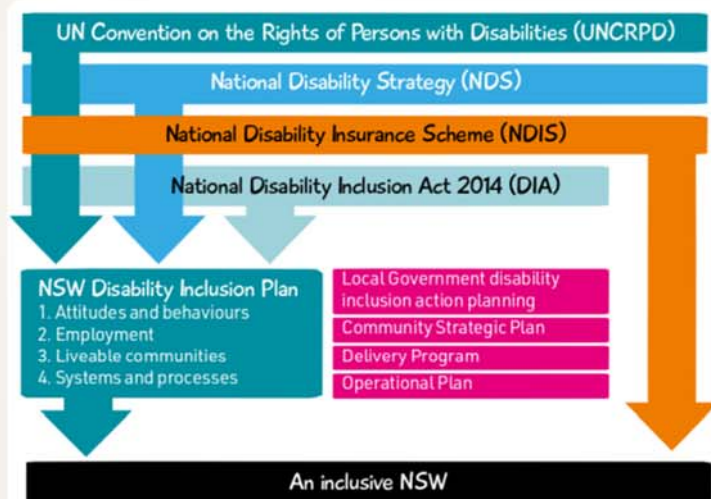 UN Convention on the Rights of Persons with Disabilities (UNCRPD)
National Disability Strategy (NDS)
National Disability Insurance Scheme (NDIS)
National Disability Inclusion Act 2014 (DIA)
NSW Disability Inclusion Plan
1. Attitudes and behaviours
2. Employment
3. Liveable communities
4. Systems and processes
Local Government disability
inclusion action planning
Community Strategic Plan
Delivery Program
Operational Plan
An inclusive NSW